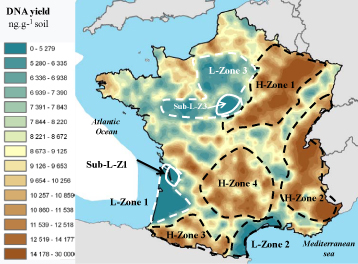 DNA yield
ng.g-1 soil
0 - 5 279
5 280 - 6 335
6 336 - 6 938
6 939 - 7 390
7 391 - 7 843
7 844 - 8 220
8 221 - 8 672
8 673 - 9 125
9 126 - 9 653
9 654 - 10 256
10 257 - 10 859
10 860 - 11 538
11 539 - 12 518
12 519 - 14 177
14 178 - 30 000
L-Zone 3
H-Zone 1
Sub-L-Z3
Atlantic
Ocean
Sub-L-Z1
H-Zone 4
L-Zone 1
H-Zone 2
H-Zone 3
L-Zone 2
Mediterranean
sea